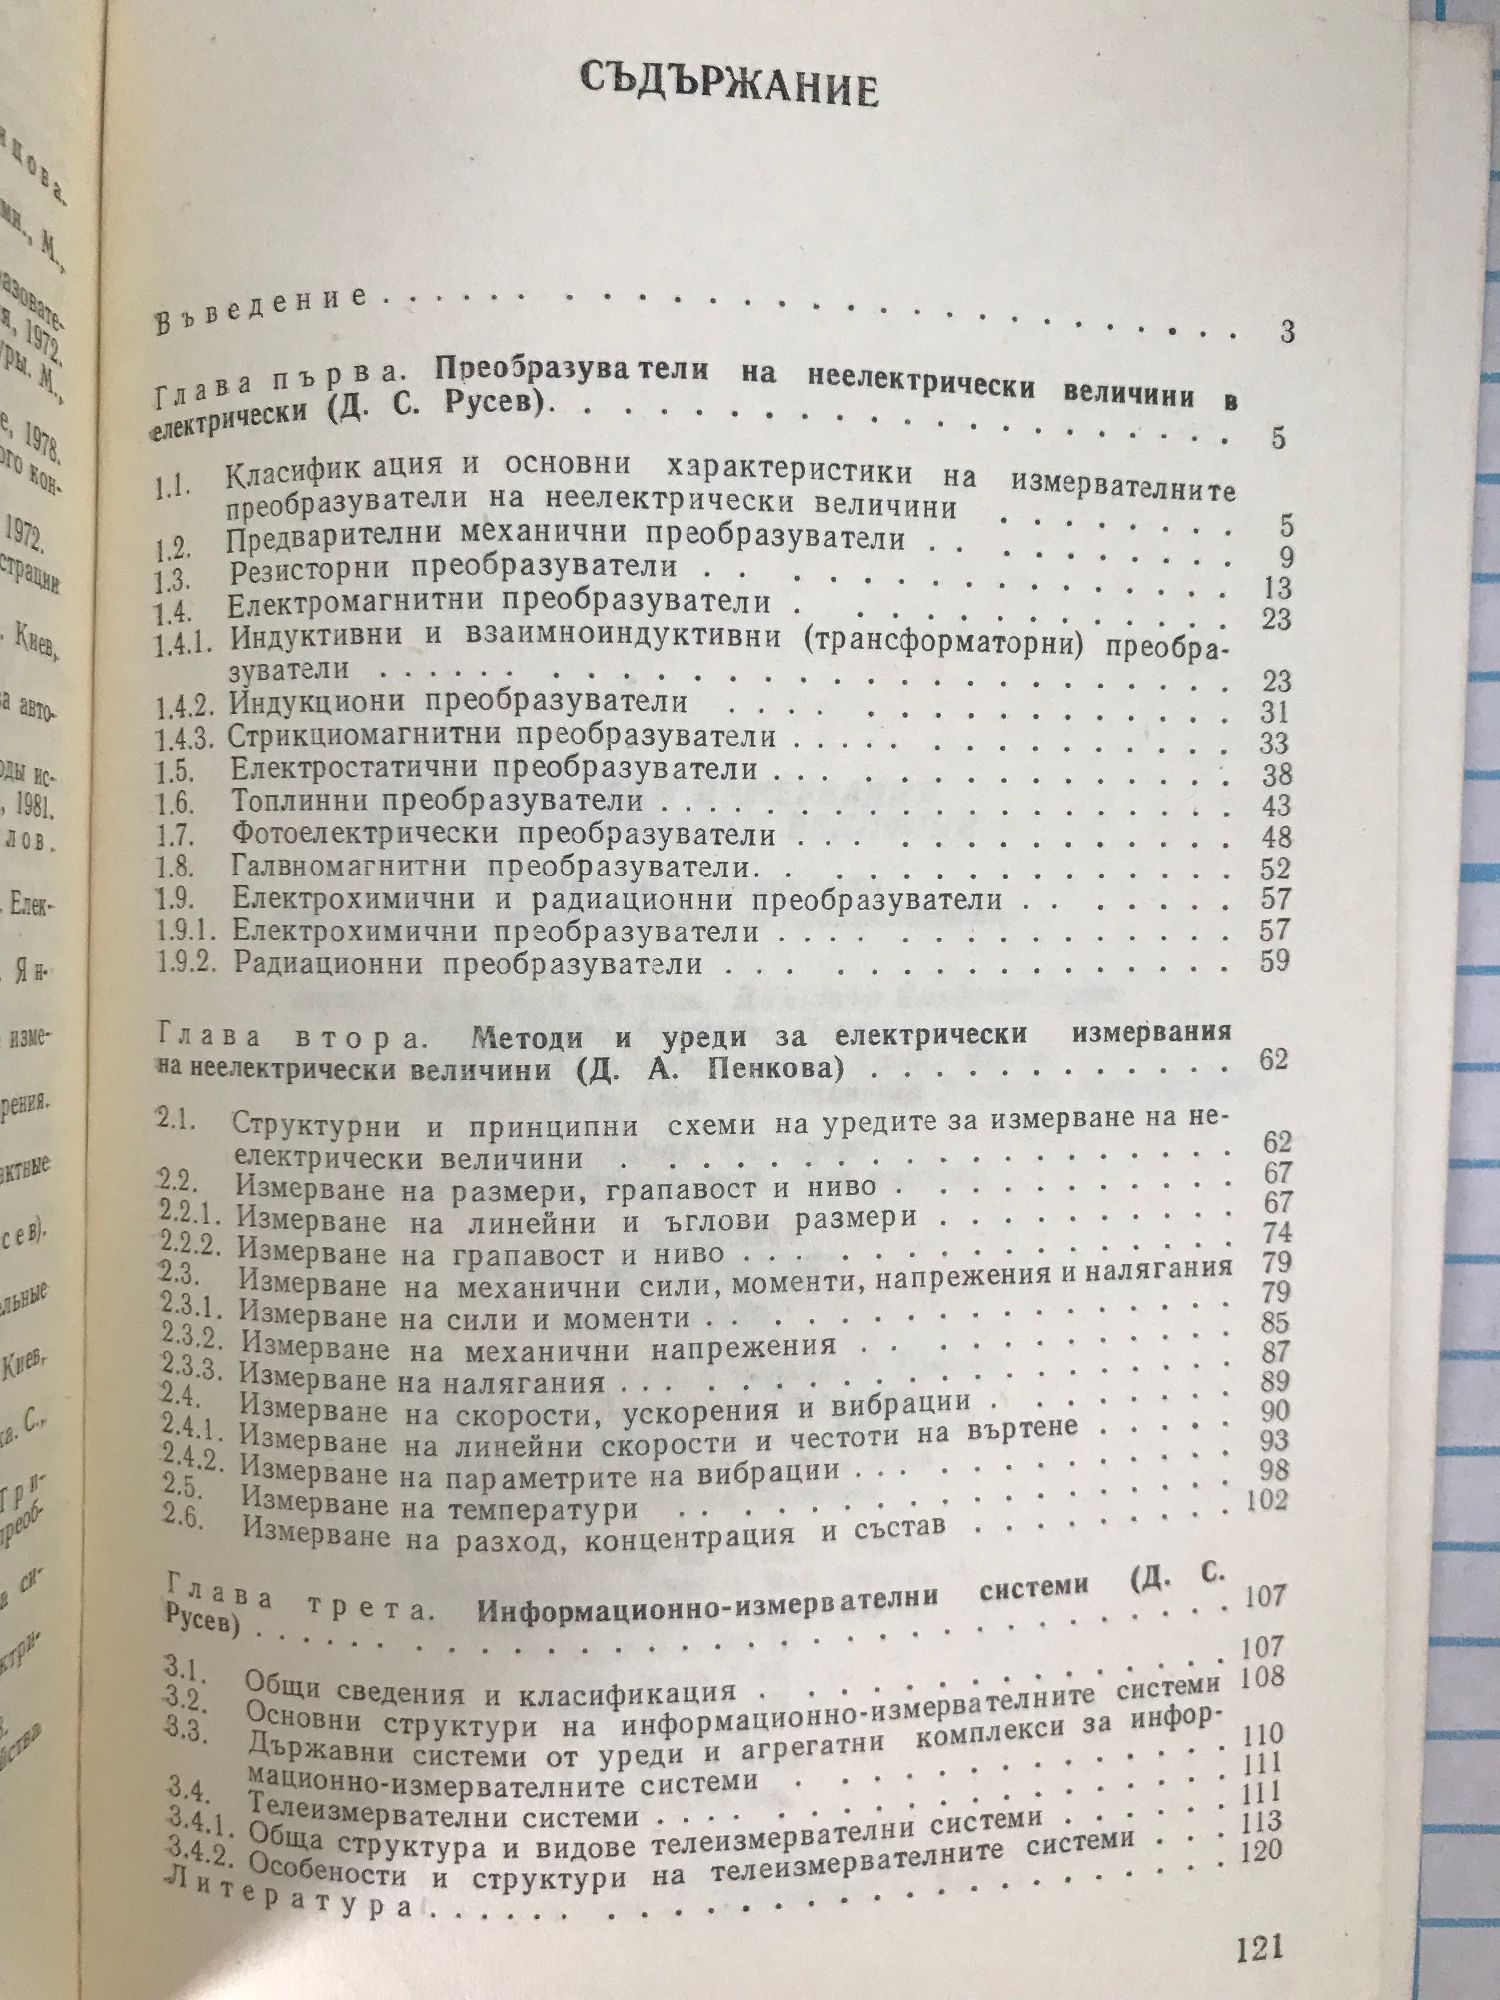 СЪДЪРЖАНИЕ
Въведение . . . . . . . . . . . . . . . . . . . . . . . . 3
Глава първа. Преобразуватели на неелектрически величини в
електрически (Д. С. Русев). . . . . . . . . . . . . . . . . . . . 5
1.1. Класификация и основни характеристики на измервателните
преобразуватели на неелектрически величини . . . . . . . . 5
1.2. Предварителни механични преобразуватели . . . . . . . . . 9
1.3. Резисторни преобразуватели . . . . . . . . . . . . . . 13
1.4. Електромагнитни преобразуватели . . . . . . . . . . . . 23
1.4.1. Индуктивни и взаимноиндуктивни (трансформаторни) преобра-
зуватели . . . . . . . . . . . . . . . . . . . . . . 23
1.4.2. Индукциони преобразуватели . . . . . . . . . . . . . . 31
1.4.3. Стрикциомагнитни преобразуватели . . . . . . . . . . . . 33
1.5. Електростатични преобразуватели . . . . . . . . . . . . 38
1.6. Топлинни преобразуватели . . . . . . . . . . . . . . . 43
1.7. Фотоелектрически преобразуватели . . . . . . . . . . . . 48
1.8. Галвномагнитни преобразуватели. . . . . . . . . . . . . 52
1.9. Електрохимични и радиационни преобразуватели . . . . . . . 57
1.9.1. Електрохимични преобразуватели . . . . . . . . . . . . . 57
1.9.2. Радиационни преобразуватели . . . . . . . . . . . . . . 59
Глава втора. Методи и уреди за електрически измервания
на неелектрически величини (Д. А. Пенкова) . . . . . . . . . . . . 62
2.1. Структурни и принципни схеми на уредите за измерване на не-
електрически величини . . . . . . . . . . . . . . . . . 62
2.2. Измерване на размери, грапавост и ниво . . . . . . . . . . 67
2.2.1. Измерване на линейни и ъглови размери . . . . . . . . . . 67
2.2.2. Измерване на грапавост и ниво . . . . . . . . . . . . . 74
2.3. Измерване на механични сили, моменти, напрежения и налягания 79
2.3.1. Измерване на сили и моменти . . . . . . . . . . . . . . 79
2.3.2. Измерване на механични напрежения . . . . . . . . . . . 85
2.3.3. Измерване на налягания . . . . . . . . . . . . . . . . 87
2.4. Измерване на скорости, ускорения и вибрации . . . . . . . 89
2.4.1. Измерване на линейни скорости и честоти на въртене . . . . . 90
2.4.2. Измерване на параметрите на вибрации . . . . . . . . . . 93
2.5. Измерване на температури . . . . . . . . . . . . . . . 98
2.6. Измерване на разход, концентрация и състав . . . . . . . . . 102
Глава трета. Информационно-измервателни системи (Д. С.
Русев) . . . . . . . . . . . . . . . . . . . . . . . . . 107
3.1. Общи сведения и класификация . . . . . . . . . . . . . 107
3.2. Основни структури на информационно-измервателните системи 108
3.3. Държавни системи от уреди и агрегатни комплекси за инфор-
мационно-измервателните системи . . . . . . . . . . . . 110
3.4. Телеизмервателни системи . . . . . . . . . . . . . . . 111
3.4.1. Обща структура и видове телеизмервателни системи . . . . . . 111
3.4.2. Особености и структури на телеизмервателните системи . . . 113
Литература . . . . . . . . . . . . . . . . . . . . . . . 120
121